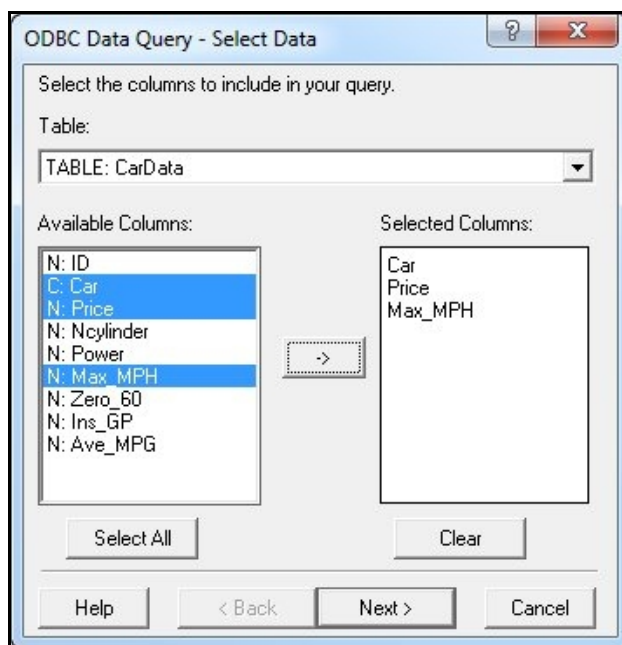 ODBC Data Query - Select Data
Select the columns to include in your query.
Table:
TABLE: CarData
Available Columns:
N: ID
C: Car
N: Price
N: Ncylinder
N: Power
N: Max_MPH
N: Zero_60
N: Ins_GP
N: Ave_MPG
->
Selected Columns:
Car
Price
Max_MPH
Select All
Clear
Help
< Back
Next >
Cancel